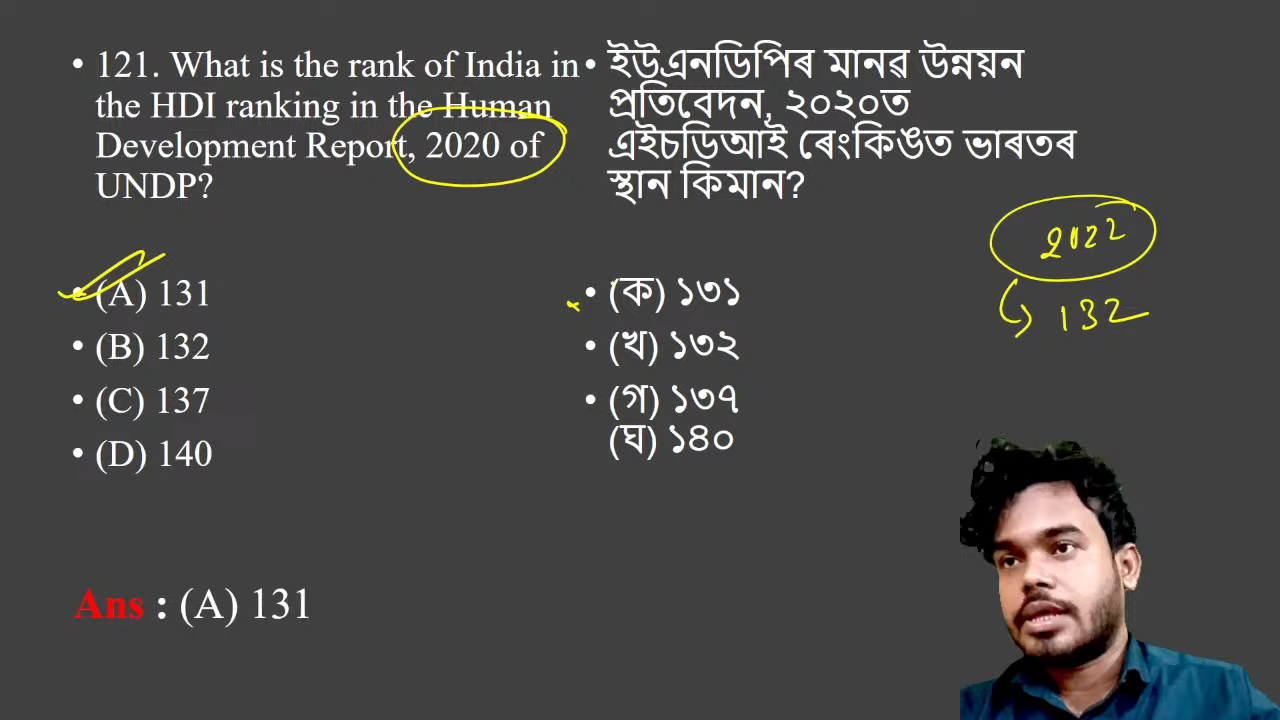 • 121. What is the rank of India in
the HDI ranking in the Human
Development Report, 2020 of
UNDP?
• (A) 131
• (B) 132
• (C) 137
• (D) 140
Ans : (A) 131
• ইউএনডিপিৰ মানৱ উন্নয়ন
প্ৰতিবেদন, ২০২০ত
এইচডিআই ৰেংকিঙত ভাৰতৰ
স্থান কিমান?
• (ক) ১৩১
• (খ) ১৩২
• (গ) ১৩৭
(ঘ) ১৪০
2022
132